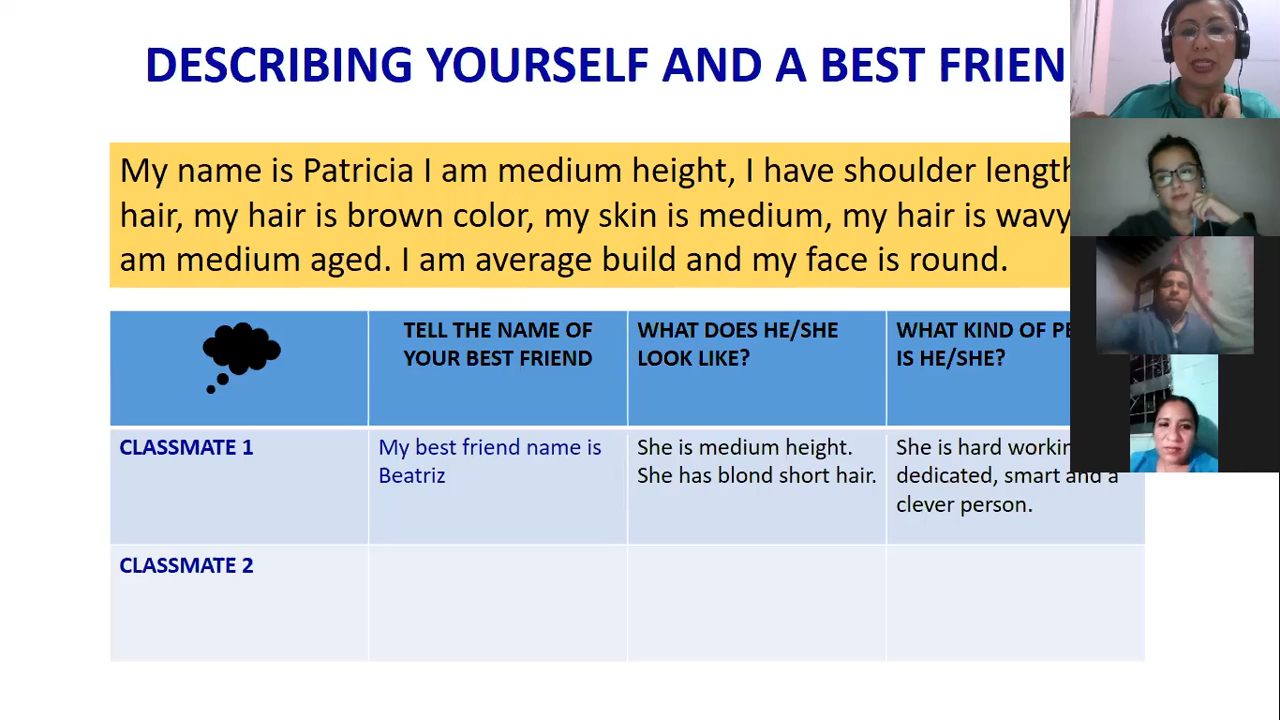 DESCRIBING YOURSELF AND A BEST FRIEN
My name is Patricia I am medium height, I have shoulder length
hair, my hair is brown color, my skin is medium, my hair is wavy
am medium aged. I am average build and my face is round.
TELL THE NAME OF
YOUR BEST FRIEND
WHAT DOES HE/SHE
LOOK LIKE?
WHAT KIND OF PE
IS HE/SHE?
CLASSMATE 1
My best friend name is
Beatriz
She is medium height.
She has blond short hair.
She is hard workin
dedicated, smart and a
clever person.
CLASSMATE 2